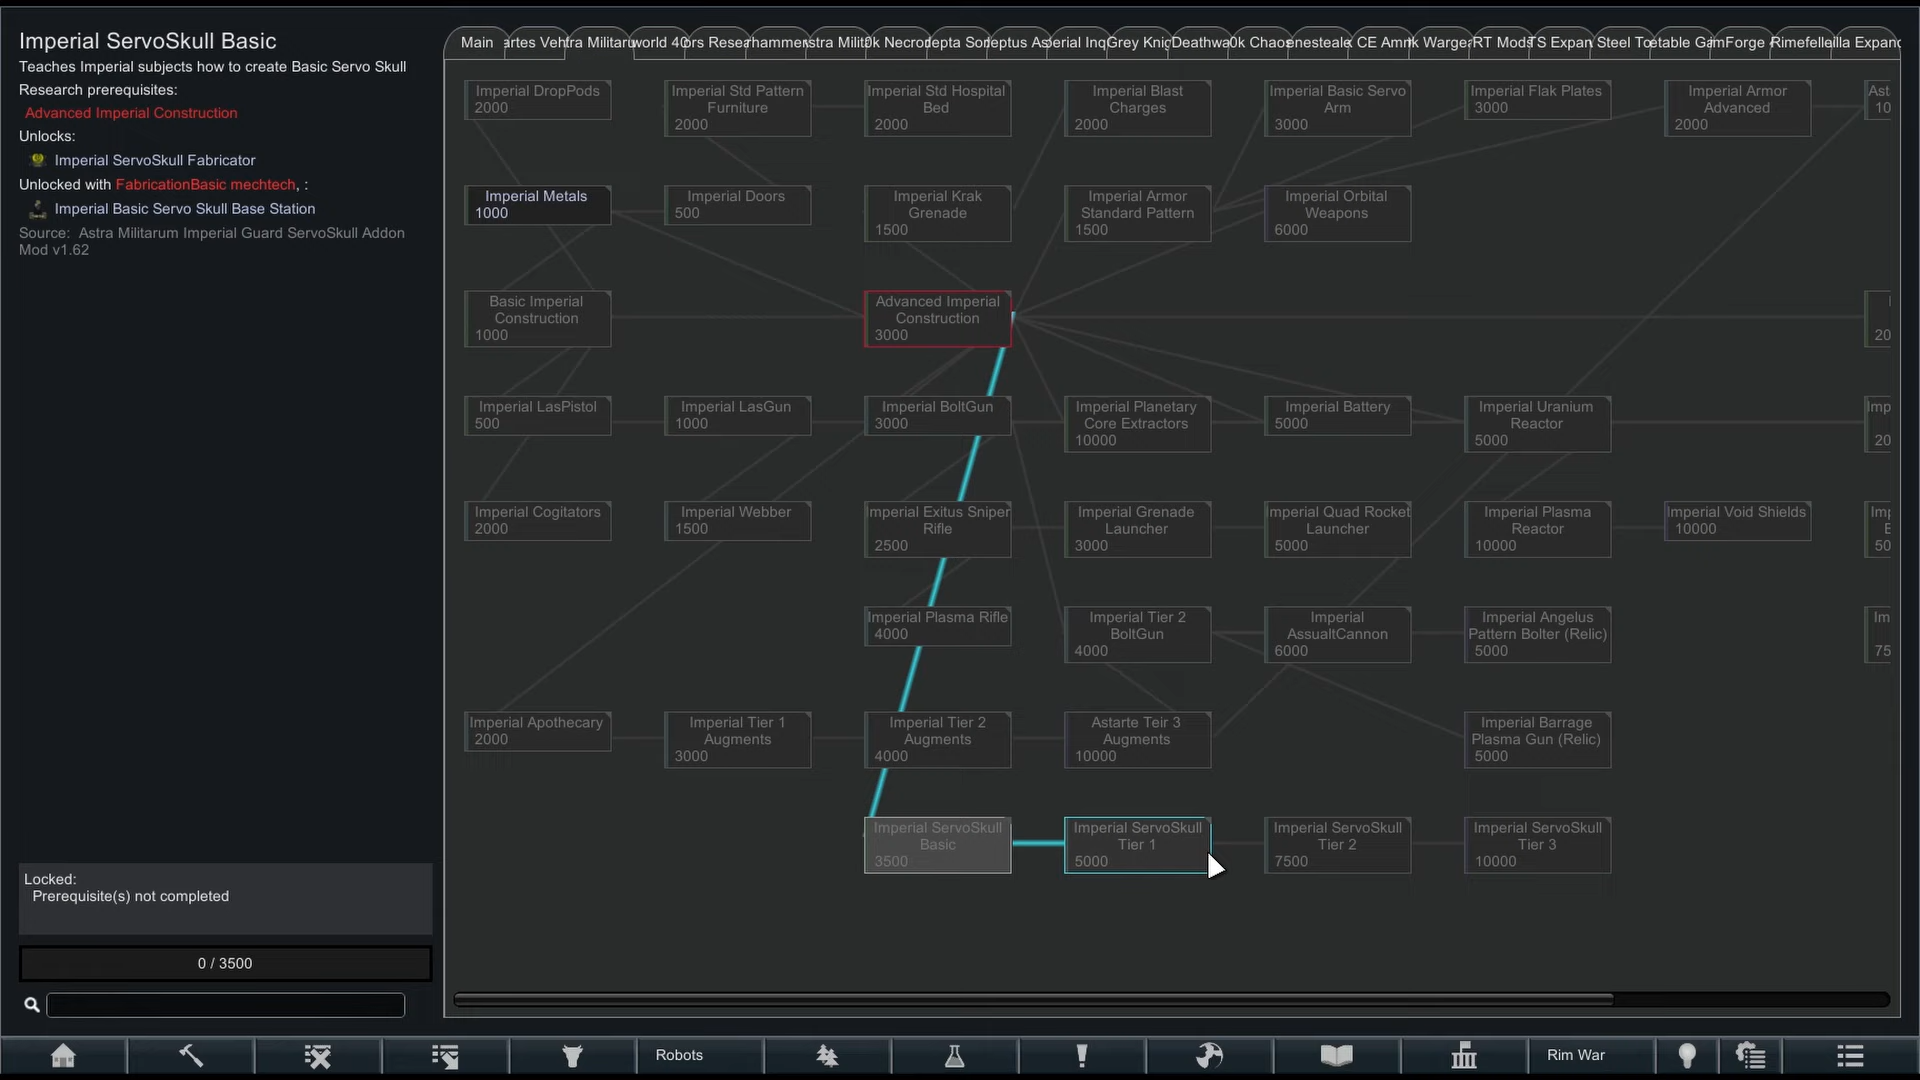 Imperial ServoSkull Basic
Teaches Imperial subjects how to create Basic Servo Skull
Research prerequisites:
Advanced Imperial Construction
Unlocks:
Imperial ServoSkull Fabricator
Unlocked with FabricationBasic mechtech, :
Imperial Basic Servo Skull Base Station
Source: Astra Militarum Imperial Guard ServoSkull Addon
Mod v1.62
Locked:
Prerequisite(s) not completed
0 / 3500
Main
Imperial DropPods
2000
Imperial Std Pattern
Furniture
2000
Imperial Std Hospital
Bed
2000
Imperial Blast
Charges
2000
Imperial Basic Servo
Arm
3000
Imperial Flak Plates
3000
Imperial Armor
Advanced
2000
Ast
10
Imperial Metals
1000
Imperial Doors
500
Imperial Krak
Grenade
1500
Imperial Armor
Standard Pattern
1500
Imperial Orbital
Weapons
6000
Basic Imperial
Construction
1000
Advanced Imperial
Construction
3000
20
Imperial LasPistol
500
Imperial LasGun
1000
Imperial BoltGun
3000
Imperial Planetary
Core Extractors
10000
Imperial Battery
5000
Imperial Uranium
Reactor
5000
Imp
20
Imperial Cogitators
2000
Imperial Webber
1500
Imperial Exitus Sniper
Rifle
2500
Imperial Grenade
Launcher
3000
mperial Quad Rocket
Launcher
5000
Imperial Plasma
Reactor
10000
Imperial Void Shields
10000
Imp
E
50
Imperial Plasma Rifle
4000
Imperial Tier 2
BoltGun
4000
Imperial
AssualtCannon
6000
Imperial Angelus
Pattern Bolter (Relic)
5000
Im
75
Imperial Apothecary
2000
Imperial Tier 1
Augments
3000
Imperial Tier 2
Augments
4000
Astarte Teir 3
Augments
10000
Imperial Barrage
Plasma Gun (Relic)
5000
Imperial ServoSkull
Basic
3500
Imperial ServoSkull
Tier 1
5000
Imperial ServoSkull
Tier 2
7500
Imperial ServoSkull
Tier 3
10000
Robots
Rim War